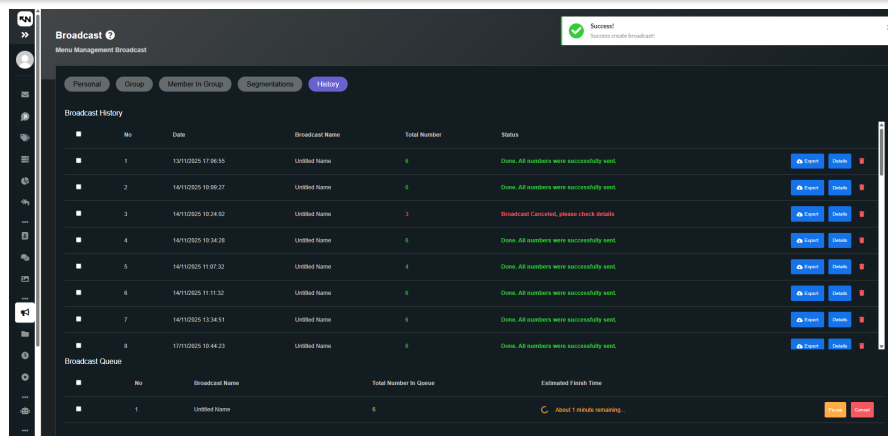 Success!
Success create broadcast!
Broadcast
Menu Management Broadcast
Personal Group Member In Group Segmentations History
Broadcast History
No Date Broadcast Name Total Number Status
1 13/11/2025 17:06:55 Untitled Name 6 Done. All numbers were successfully sent. Export Details
2 14/11/2025 10:09:27 Untitled Name 6 Done. All numbers were successfully sent. Export Details
3 14/11/2025 10:24:02 Untitled Name 3 Broadcast Canceled, please check details Export Details
4 14/11/2025 10:34:28 Untitled Name 5 Done. All numbers were successfully sent. Export Details
5 14/11/2025 11:07:32 Untitled Name 4 Done. All numbers were successfully sent. Export Details
6 14/11/2025 11:11:32 Untitled Name 6 Done. All numbers were successfully sent. Export Details
7 14/11/2025 13:34:51 Untitled Name 6 Done. All numbers were successfully sent. Export Details
8 17/11/2025 10:44:23 Untitled Name 6 Done. All numbers were successfully sent. Export Details
Broadcast Queue
No Broadcast Name Total Number In Queue Estimated Finish Time
1 Untitled Name 6 About 1 minute remaining... Pause Cancel